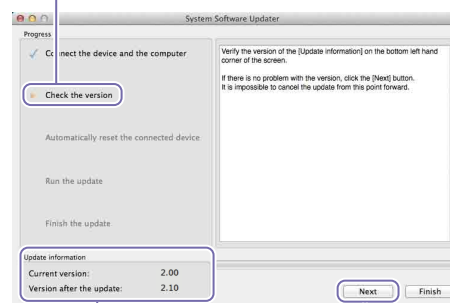 System Software Updater
Progress
Connect the device and the computer
Check the version
Automatically reset the connected device
Run the update
Finish the update
Verify the version of the [Update information] on the bottom left hand
corner of the screen.
If there is no problem with the version, click the [Next] button.
It is impossible to cancel the update from this point forward.
Update information
Current version: 2.00
Version after the update: 2.10
Next Finish